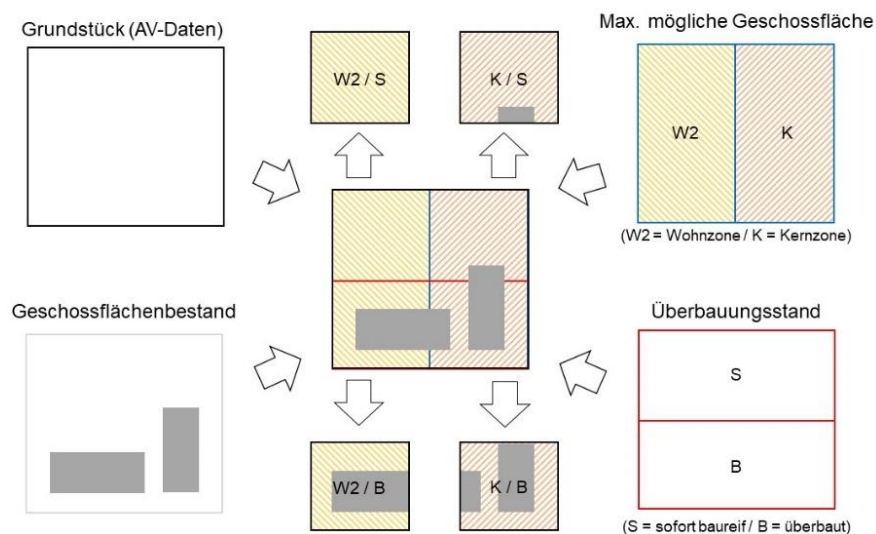 Grundstück (AV-Daten)
Max. mögliche Geschossfläche
W2 / S
K / S
W2
K
(W2 = Wohnzone / K = Kernzone)
Geschossflächenbestand
Überbauungsstand
S
B
W2 / B
K / B
(S = sofort baureif / B = überbaut)